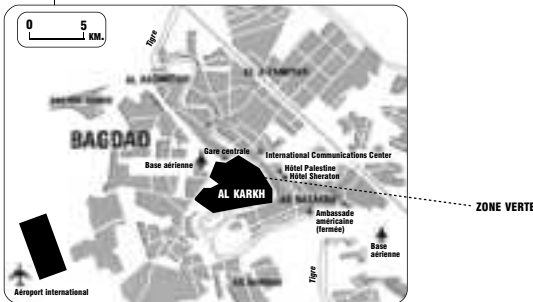 0 5
KM.
Tigre
BAGDAD
Gare centrale
International Communications Center
Base aérienne
Hôtel Palestine
Hôtel Sheraton
AL KARKH
ZONE VERTE
Ambassade
américaine
(fermée)
Base
aérienne
Tigre
Aéroport international